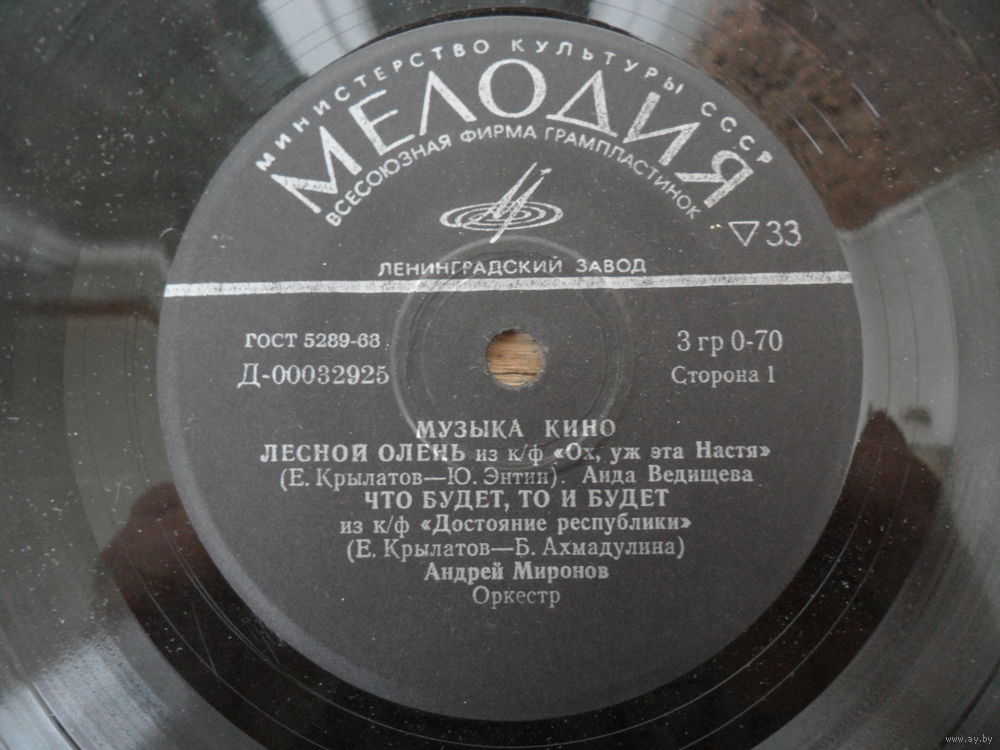 МИНИСТЕРСТВО КУЛЬТУРЫ СССР
МЕЛОДИЯ
ВСЕСОЮЗНАЯ ФИРМА ГРАМПЛАСТИНОК
▽33
ЛЕНИНГРАДСКИЙ ЗАВОД
ГОСТ 5289-68
3 гр 0-70
Д-00032925
Сторона 1
МУЗЫКА КИНО
ЛЕСНОЙ ОЛЕНЬ из к/ф «Ох, уж эта Настя»
(Е. Крылатов—Ю. Энтин). Аида Ведищева
ЧТО БУДЕТ, ТО И БУДЕТ
из к/ф «Достояние республики»
(Е. Крылатов—Б. Ахмадулина)
Андрей Миронов
Оркестр
www.ay.by